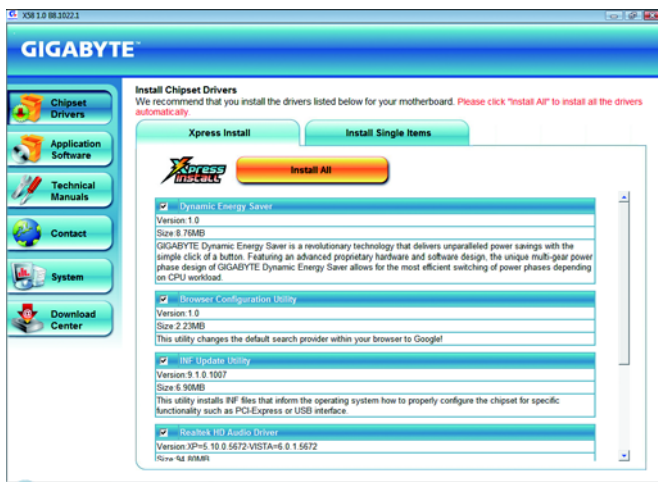 X58 1.0 B8.1022.1
GIGABYTE™
Chipset
Drivers
Application
Software
Technical
Manuals
Contact
System
Download
Center
Install Chipset Drivers
We recommend that you install the drivers listed below for your motherboard. Please click "Install All" to install all the drivers
automatically.
Xpress Install
Install Single Items
Xpress
INSTALL
Install All
Dynamic Energy Saver
Version:1.0
Size:8.76MB
GIGABYTE Dynamic Energy Saver is a revolutionary technology that delivers unparalleled power savings with the
simple click of a button. Featuring an advanced proprietary hardware and software design, the unique multi-gear power
phase design of GIGABYTE Dynamic Energy Saver allows for the most efficient switching of power phases depending
on CPU workload.
Browser Configuration Utility
Version:1.0
Size:2.23MB
This utility changes the default search provider within your browser to Google!
INF Update Utility
Version:9.1.0.1007
Size:6.90MB
This utility installs INF files that inform the operating system how to properly configure the chipset for specific
functionality such as PCI-Express or USB interface.
Realtek HD Audio Driver
Version:XP=5.10.0.5672-VISTA=6.0.1.5672
Size:94.80MB